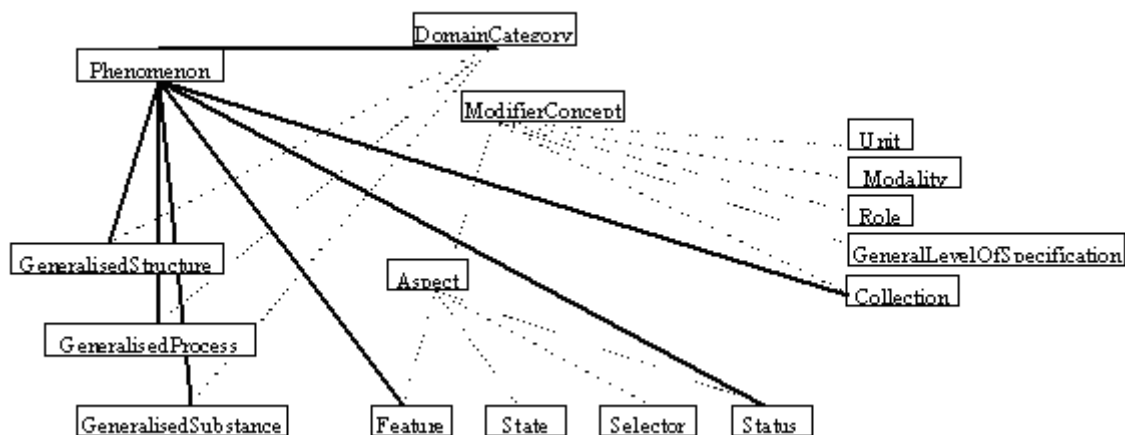 DomainCategory
Phenomenon
ModifierConcept
Unit
Modality
Role
GeneralLevelOfSpecification
GeneralisedStructure
Aspect
Collection
GeneralisedProcess
GeneralisedSubstance
Feature
State
Selector
Status